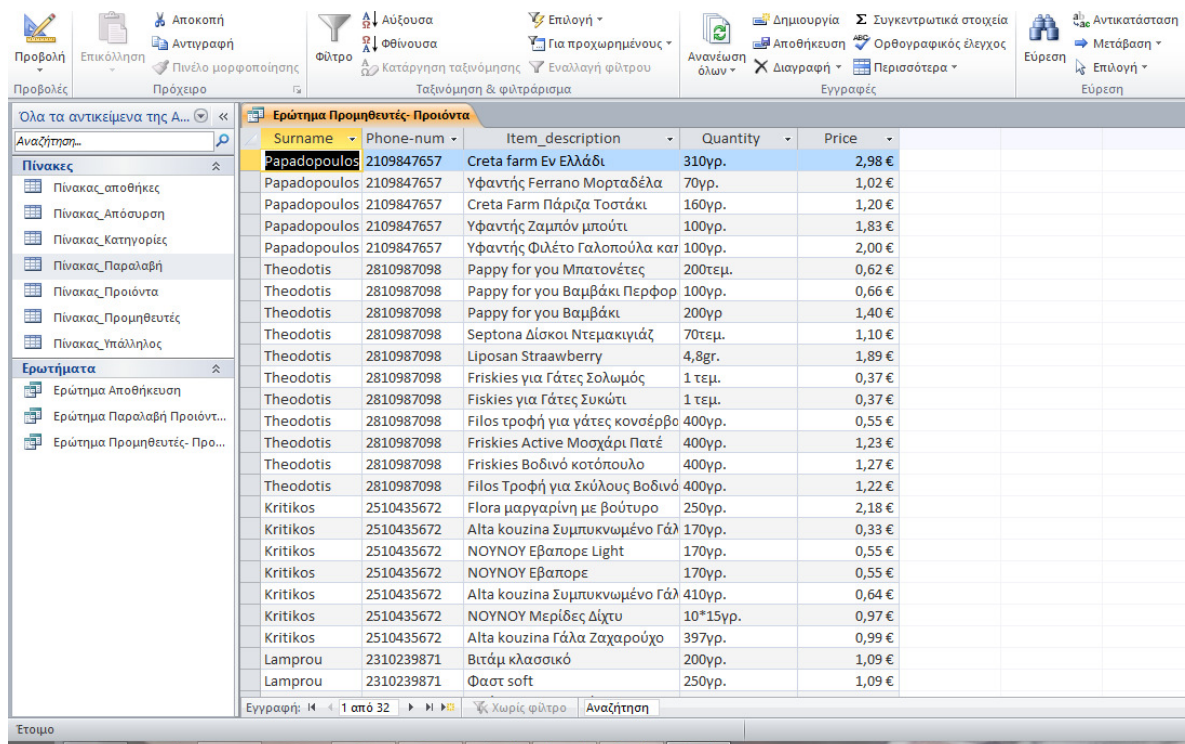 Προβολή
Προβολές
Επικόλληση
Αποκοπή
Αντιγραφή
Πινέλο μορφοποίησης
Πρόχειρο
Φίλτρο
Αύξουσα
Φθίνουσα
Κατάργηση ταξινόμησης
Επιλογή
Για προχωρημένους
Εναλλαγή φίλτρου
Ταξινόμηση & φιλτράρισμα
Ανανέωση όλων
Δημιουργία
Αποθήκευση
Διαγραφή
Σ Συγκεντρωτικά στοιχεία
Ορθογραφικός έλεγχος
Περισσότερα
Εγγραφές
Εύρεση
Αντικατάσταση
Μετάβαση
Επιλογή
Εύρεση
Όλα τα αντικείμενα της A...
Αναζήτηση...
Πίνακες
Πίνακας_αποθήκες
Πίνακας_Απόσυρση
Πίνακας_Κατηγορίες
Πίνακας_Παραλαβή
Πίνακας_Προιόντα
Πίνακας_Προμηθευτές
Πίνακας_Υπάλληλος
Ερωτήματα
Ερώτημα Αποθήκευση
Ερώτημα Παραλαβή Προιόντ...
Ερώτημα Προμηθευτές- Προ...
Ερώτημα Προμηθευτές- Προιόντα
Surname Phone-num Item_description Quantity Price
Papadopoulos 2109847657 Creta farm Εν Ελλάδι 310γρ. 2,98 €
Papadopoulos 2109847657 Υφαντής Ferrano Μορταδέλα 70γρ. 1,02 €
Papadopoulos 2109847657 Creta Farm Πάριζα Τοστάκι 160γρ. 1,20 €
Papadopoulos 2109847657 Υφαντής Ζαμπόν μπούτι 100γρ. 1,83 €
Papadopoulos 2109847657 Υφαντής Φιλέτο Γαλοπούλα καπ 100γρ. 2,00 €
Theodotis 2810987098 Pappy for you Μπατονέτες 200τεμ. 0,62 €
Theodotis 2810987098 Pappy for you Βαμβάκι Περφορ 100γρ. 0,66 €
Theodotis 2810987098 Pappy for you Βαμβάκι 200γρ 1,40 €
Theodotis 2810987098 Septona Δίσκοι Ντεμακιγιάζ 70τεμ. 1,10 €
Theodotis 2810987098 Liposan Straawberry 4,8gr. 1,89 €
Theodotis 2810987098 Friskies για Γάτες Σολωμός 1 τεμ. 0,37 €
Theodotis 2810987098 Fiskies για Γάτες Συκώτι 1 τεμ. 0,37 €
Theodotis 2810987098 Filos τροφή για γάτες κονσέρβα 400γρ. 0,55 €
Theodotis 2810987098 Friskies Active Μοσχάρι Πατέ 400γρ. 1,23 €
Theodotis 2810987098 Friskies Βοδινό κοτόπουλο 400γρ. 1,27 €
Theodotis 2810987098 Filos Τροφή για Σκύλους Βοδινό 400γρ. 1,22 €
Kritikos 2510435672 Flora μαργαρίνη με βούτυρο 250γρ. 2,18 €
Kritikos 2510435672 Alta kouzina Συμπυκνωμένο Γάλ 170γρ. 0,33 €
Kritikos 2510435672 ΝΟΥΝΟΥ Εβαπορε Light 170γρ. 0,55 €
Kritikos 2510435672 ΝΟΥΝΟΥ Εβαπορε 170γρ. 0,55 €
Kritikos 2510435672 Alta kouzina Συμπυκνωμένο Γάλ 410γρ. 0,64 €
Kritikos 2510435672 ΝΟΥΝΟΥ Μερίδες Δίχτυ 10*15γρ. 0,97 €
Kritikos 2510435672 Alta kouzina Γάλα Ζαχαρούχο 397γρ. 0,99 €
Lamprou 2310239871 Βιτάμ κλασσικό 200γρ. 1,09 €
Lamprou 2310239871 Φαστ soft 250γρ. 1,09 €
Εγγραφή: 1 από 32 Χωρίς φίλτρο Αναζήτηση
Έτοιμο